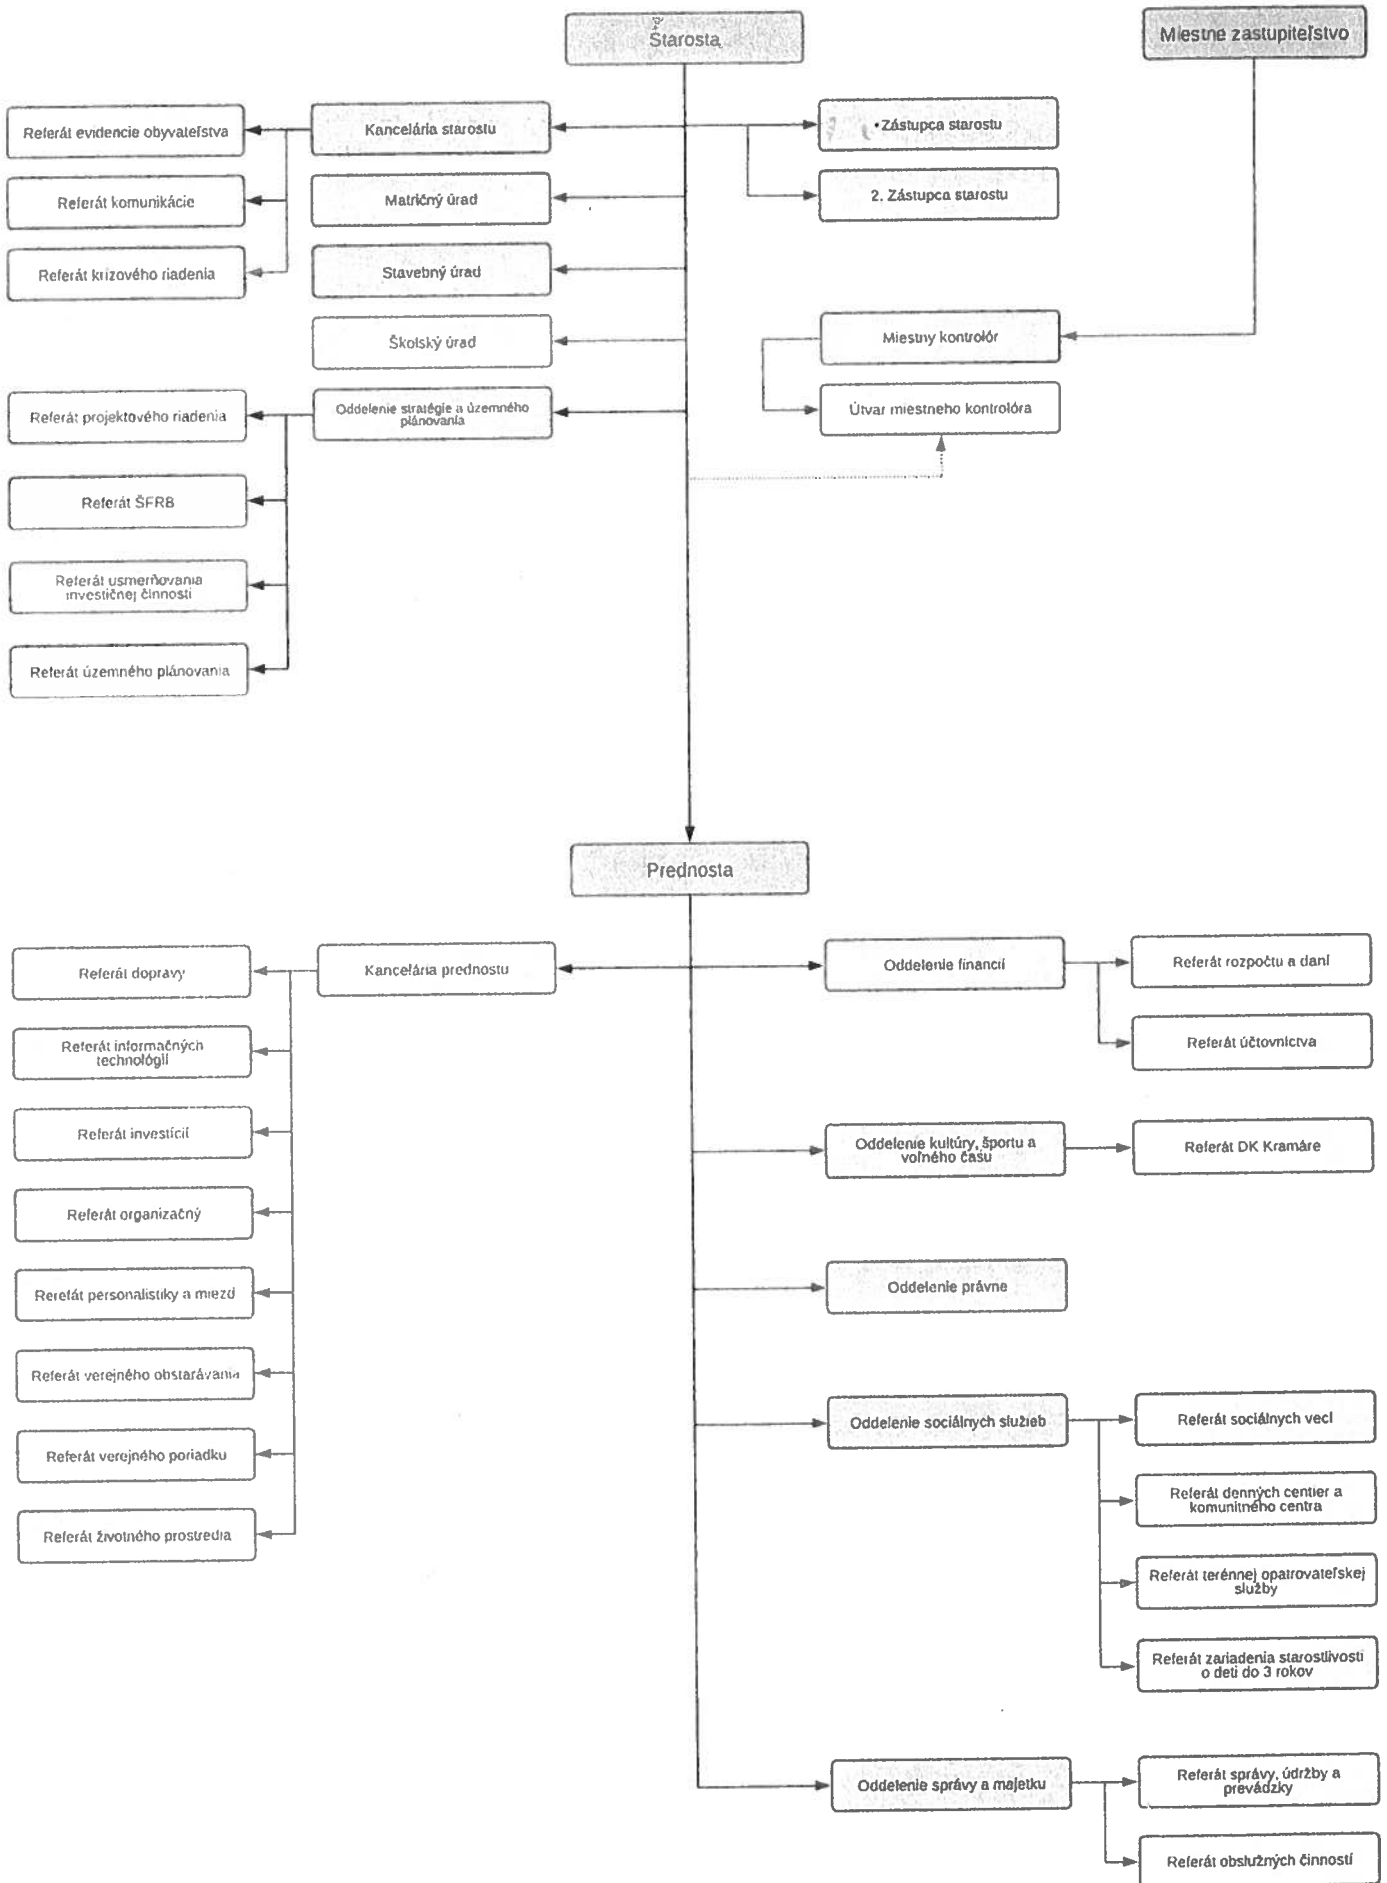 Starosta
Miestne zastupiteľstvo
Referát evidencie obyvateľstva
Kancelária starostu
Zástupca starostu
Referát komunikácie
Matričný úrad
2. Zástupca starostu
Referát krízového riadenia
Stavebný úrad
Školský úrad
Miestny kontrolór
Referát projektového riadenia
Oddelenie stratégie a územného
plánovania
Útvar miestneho kontrolóra
Referát ŠFRB
Referát usmerňovania
investičnej činnosti
Referát územného plánovania
Prednosta
Referát dopravy
Kancelária prednostu
Oddelenie financií
Referát rozpočtu a daní
Referát informačných
technológií
Referát účtovníctva
Referát investícií
Oddelenie kultúry, športu a
voľného času
Referát DK Kramáre
Referát organizačný
Rerefát personalistiky a miezd
Oddelenie právne
Referát verejného obstarávania
Oddelenie sociálnych služieb
Referát sociálnych vecí
Referát verejného poriadku
Referát denných centier a
komunitného centra
Referát životného prostredia
Referát terénnej opatrovateľskej
služby
Referát zariadenia starostlivosti
o deti do 3 rokov
Oddelenie správy a majetku
Referát správy, údržby a
prevádzky
Referát obslužných činností